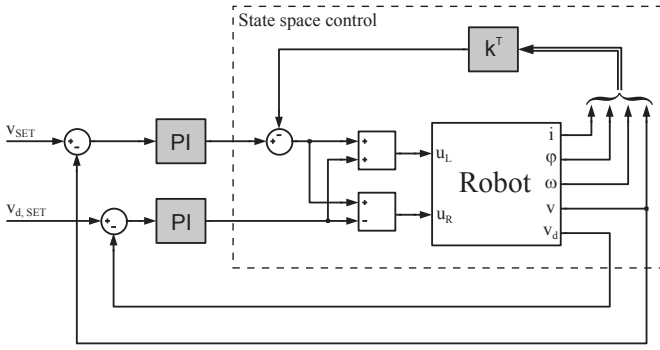 State space control
k^T
v_SET
+ -
PI
+ -
+
+
u_L
i
φ
Robot
ω
v_d, SET
+ -
PI
+
-
u_R
v
v_d